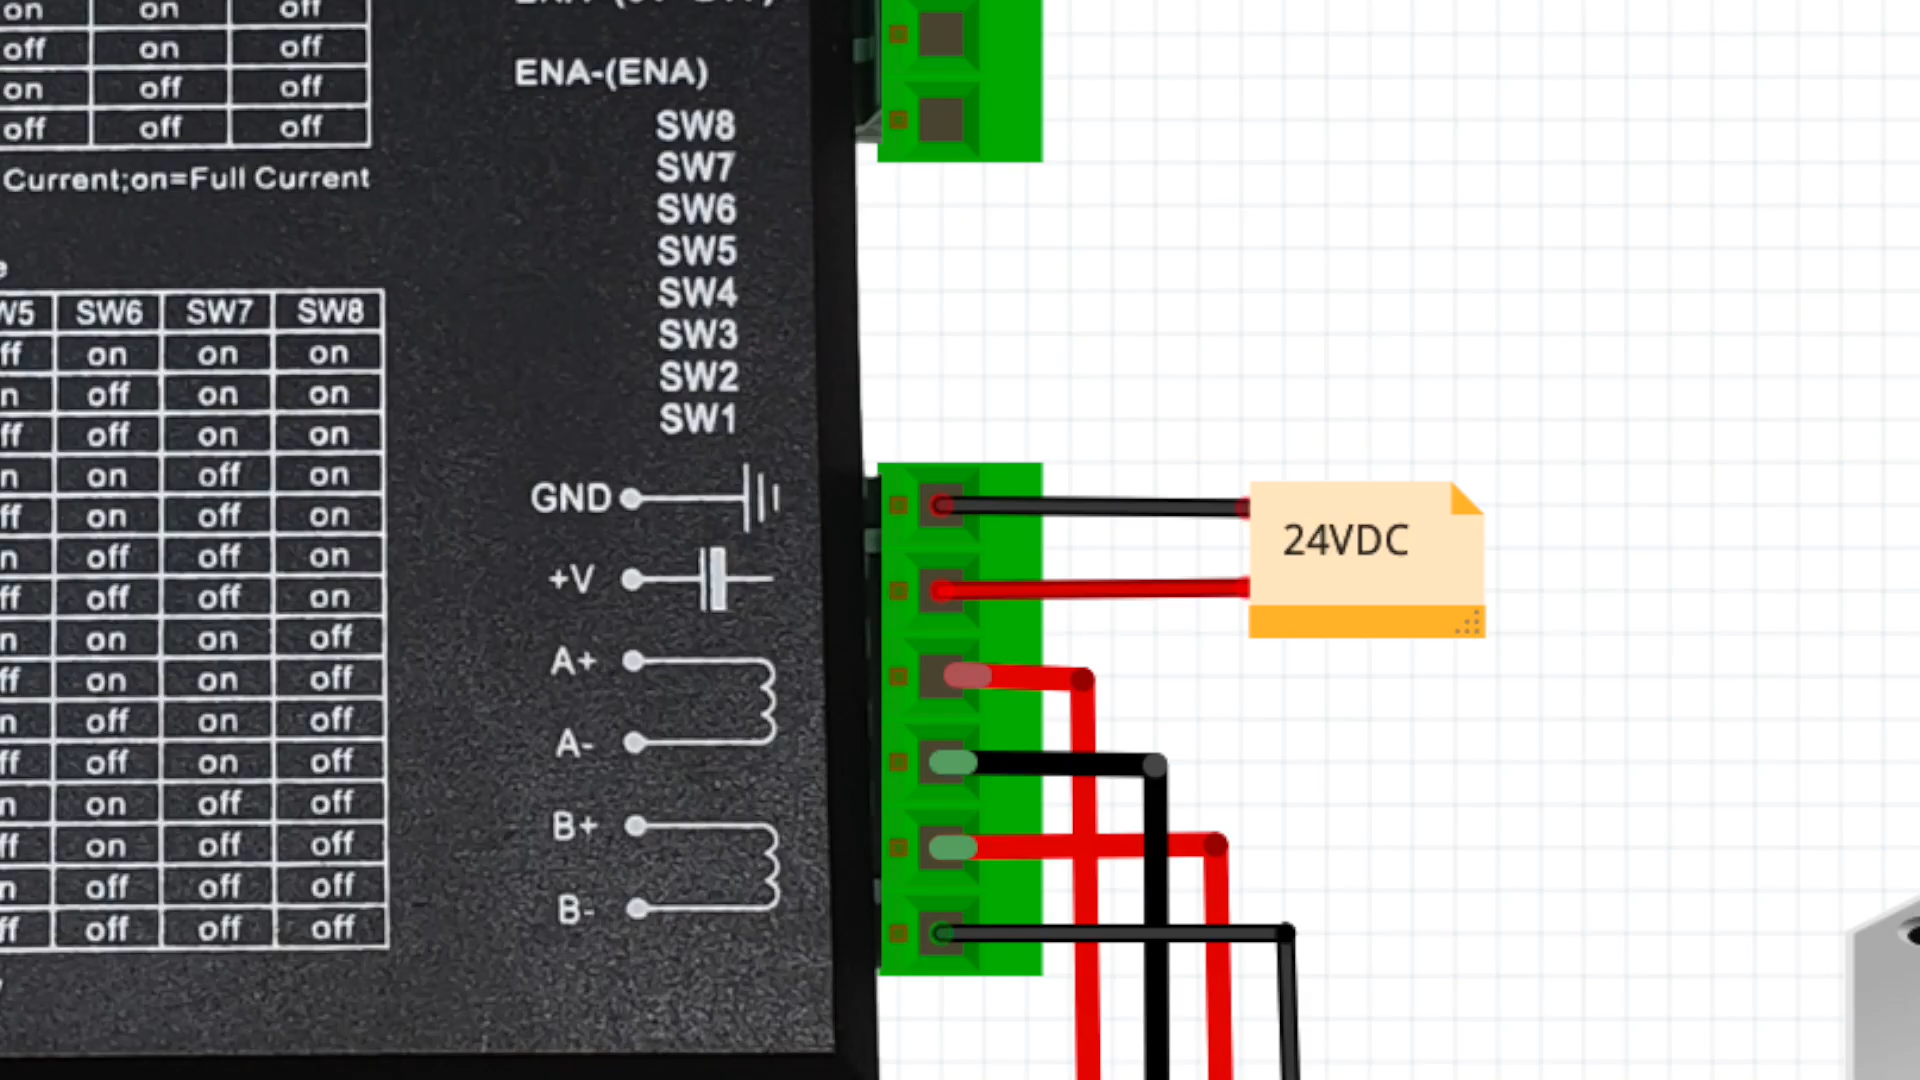 on on off
off on off
on off off
off off off
Current;on=Full Current
ENA-(ENA)
SW8
SW7
SW6
SW5
SW4
SW3
SW2
SW1
SW6 SW7 SW8
on on on
off on on
off on on
on off on
on off on
off off on
off off on
on on off
on on off
off on off
off on off
on off off
on off off
off off off
off off off
GND
+V
A+
A-
B+
B-
24VDC